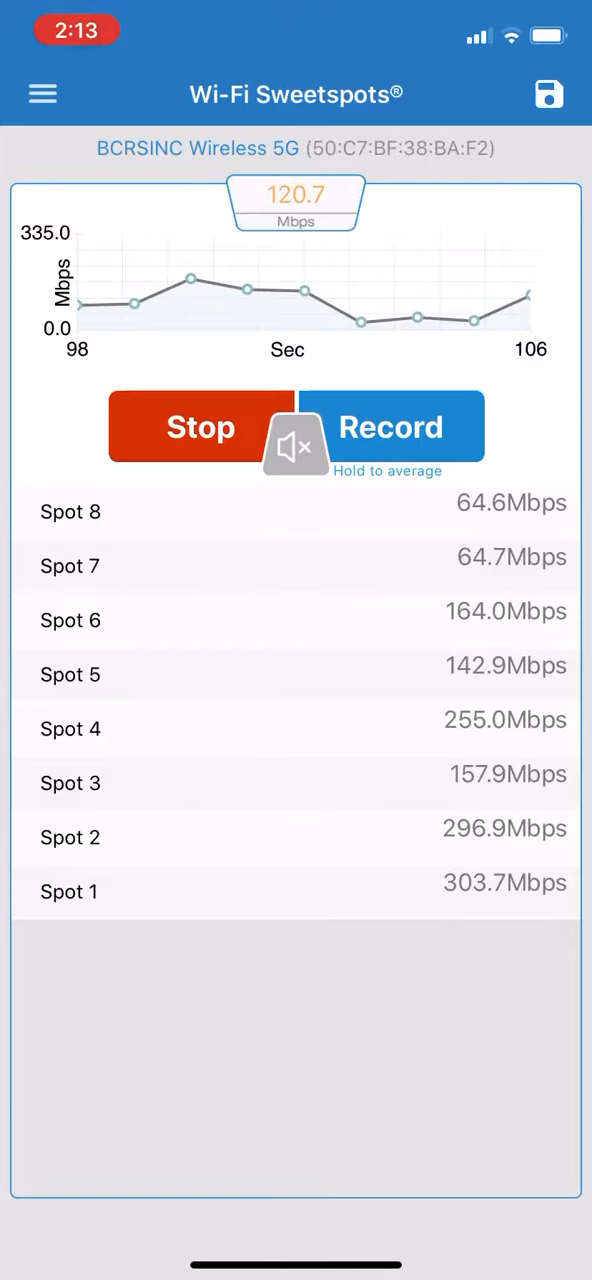 2:13
Wi-Fi Sweetspots®
BCRSINC Wireless 5G (50:C7:BF:38:BA:F2)
120.7
Mbps
335.0
Mbps
0.0
98 Sec 106
Stop Record
Hold to average
Spot 8 64.6Mbps
Spot 7 64.7Mbps
Spot 6 164.0Mbps
Spot 5 142.9Mbps
Spot 4 255.0Mbps
Spot 3 157.9Mbps
Spot 2 296.9Mbps
Spot 1 303.7Mbps